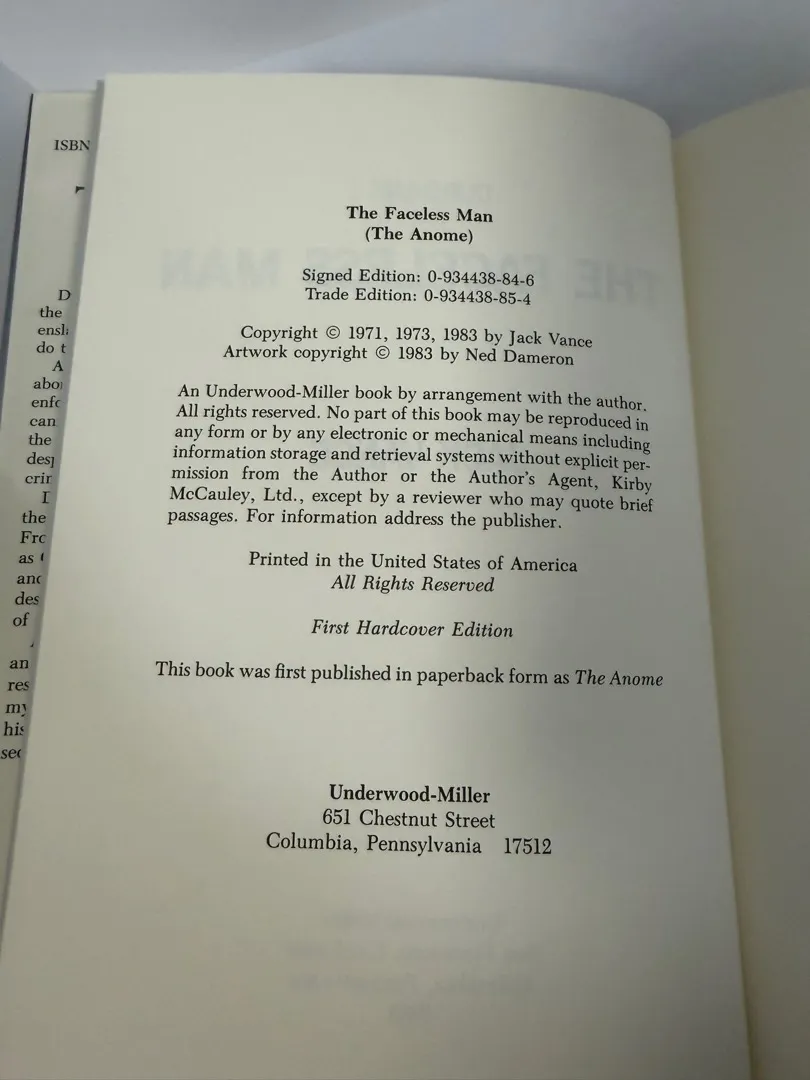 ISBN
The Faceless Man
(The Anome)
Signed Edition: 0-934438-84-6
Trade Edition: 0-934438-85-4
Copyright © 1971, 1973, 1983 by Jack Vance
Artwork copyright © 1983 by Ned Dameron
An Underwood-Miller book by arrangement with the author.
All rights reserved. No part of this book may be reproduced in
any form or by any electronic or mechanical means including
information storage and retrieval systems without explicit per-
mission from the Author or the Author's Agent, Kirby
McCauley, Ltd., except by a reviewer who may quote brief
passages. For information address the publisher.
Printed in the United States of America
All Rights Reserved
First Hardcover Edition
This book was first published in paperback form as The Anome
Underwood-Miller
651 Chestnut Street
Columbia, Pennsylvania 17512